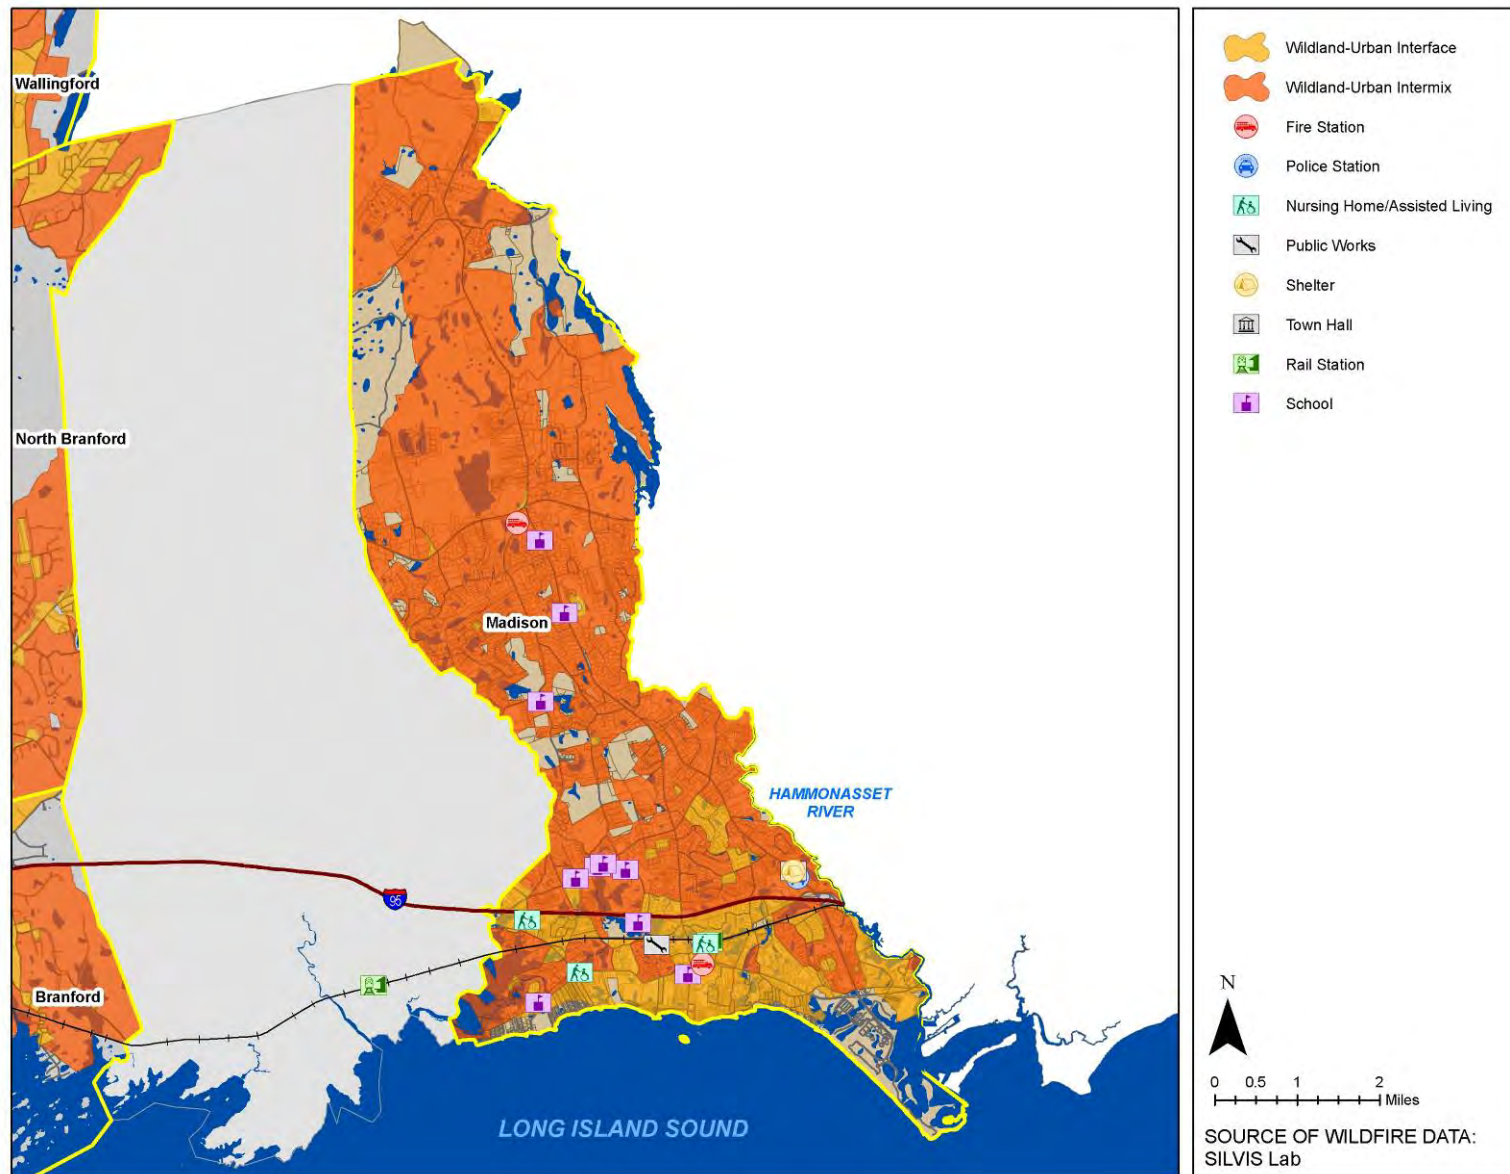 Wallingford
North Branford
Madison
HAMMONASSET
RIVER
95
Branford
LONG ISLAND SOUND
Wildland-Urban Interface
Wildland-Urban Intermix
Fire Station
Police Station
Nursing Home/Assisted Living
Public Works
Shelter
Town Hall
Rail Station
School
N
0 0.5 1 2
Miles
SOURCE OF WILDFIRE DATA:
SILVIS Lab